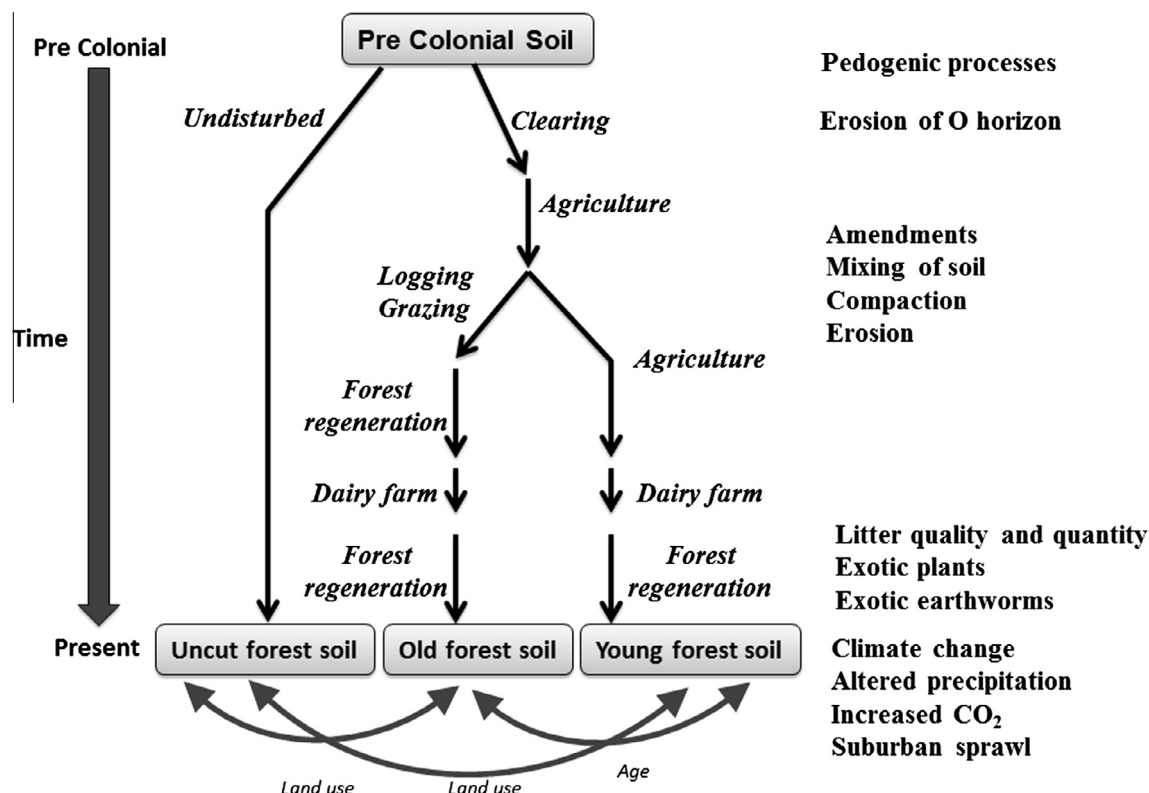 Pre Colonial
Pre Colonial Soil
Pedogenic processes
Undisturbed
Clearing
Erosion of O horizon
Agriculture
Amendments
Mixing of soil
Compaction
Erosion
Logging
Grazing
Time
Agriculture
Forest
regeneration
Dairy farm
Dairy farm
Litter quality and quantity
Exotic plants
Exotic earthworms
Forest
regeneration
Forest
regeneration
Present
Uncut forest soil
Old forest soil
Young forest soil
Climate change
Altered precipitation
Increased CO₂
Suburban sprawl
Age
Land use
Land use